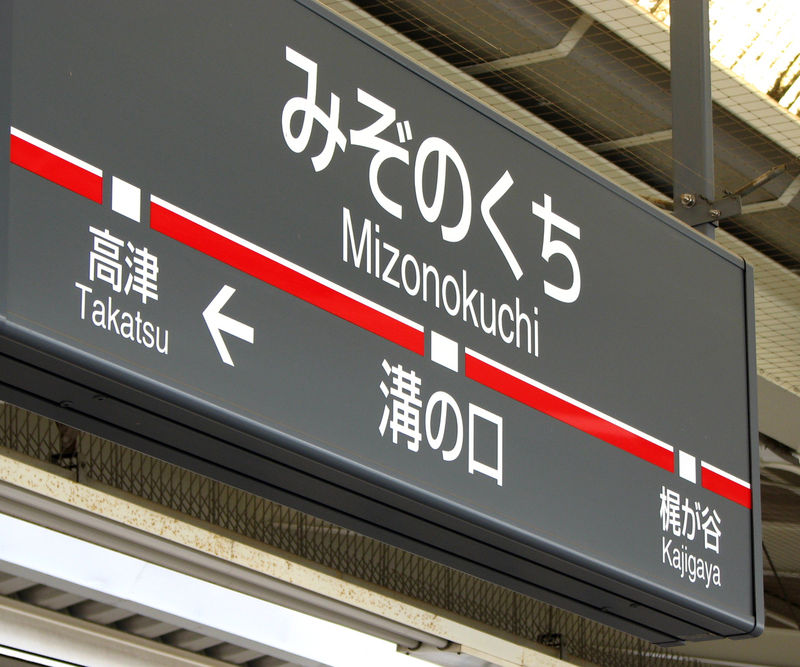 みぞのくち
Mizonokuchi
高津
Takatsu
←
溝の口
梶が谷
Kajigaya